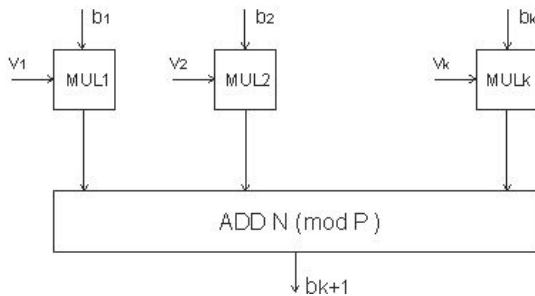 b1 b2 bk
V1 MUL1 V2 MUL2 Vk MULk
ADD N (mod P )
bk+1